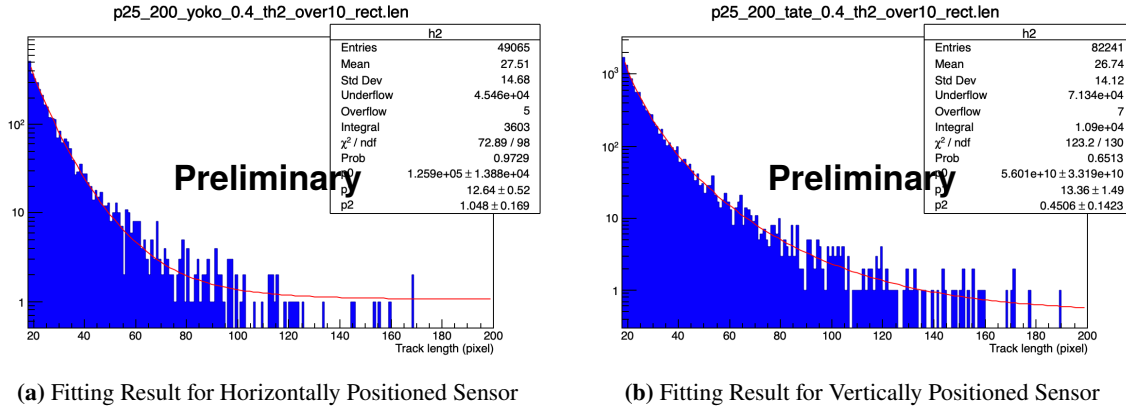 p25_200_yoko_0.4_th2_over10_rect.len
h2
Entries 49065
Mean 27.51
Std Dev 14.68
Underflow 4.546e+04
Overflow 5
Integral 3603
χ² / ndf 72.89 / 98
Prob 0.9729
p0 1.259e+05 ± 1.388e+04
p1 12.64 ± 0.52
p2 1.048 ± 0.169
Preliminary
10²
10
1
20 40 60 80 100 120 140 160 180 200
Track length (pixel)
(a) Fitting Result for Horizontally Positioned Sensor
p25_200_tate_0.4_th2_over10_rect.len
h2
Entries 82241
Mean 26.74
Std Dev 14.12
Underflow 7.134e+04
Overflow 7
Integral 1.09e+04
χ² / ndf 123.2 / 130
Prob 0.6513
p0 5.601e+10 ± 3.319e+10
p1 13.36 ± 1.49
p2 0.4506 ± 0.1423
Preliminary
10³
10²
10
1
20 40 60 80 100 120 140 160 180 200
Track length (pixel)
(b) Fitting Result for Vertically Positioned Sensor